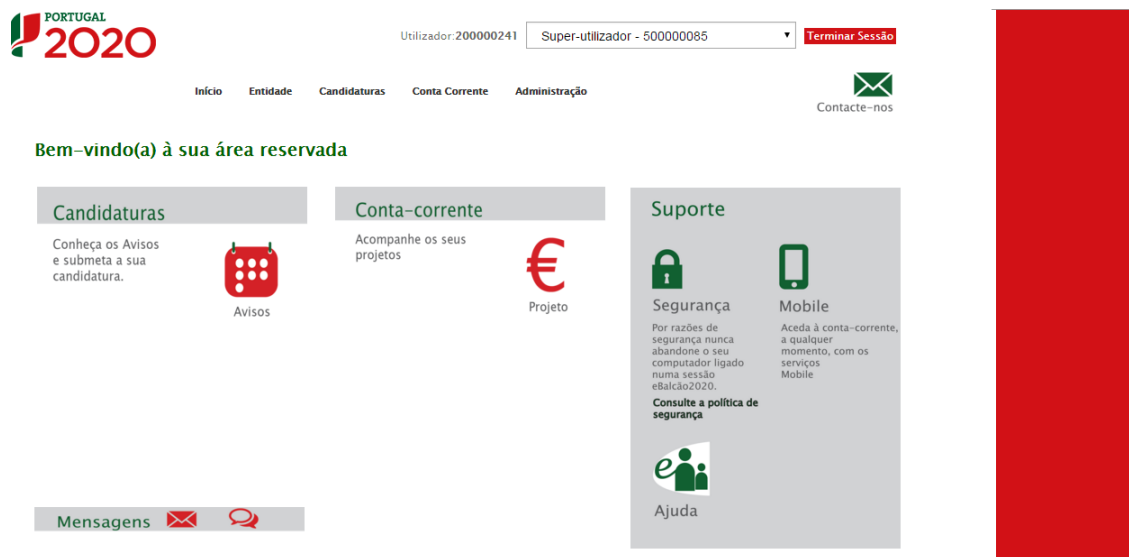 PORTUGAL
2020
Utilizador:200000241
Super-utilizador - 500000085
Terminar Sessão
Início Entidade Candidaturas Conta Corrente Administração
Contacte-nos
Bem-vindo(a) à sua área reservada
Candidaturas
Conheça os Avisos
e submeta a sua
candidatura.
Avisos
Conta-corrente
Acompanhe os seus
projetos
€
Projeto
Suporte
Segurança
Por razões de
segurança nunca
abandone o seu
computador ligado
numa sessão
eBalcão2020.
Consulte a política de
segurança
Mobile
Aceda à conta-corrente,
a qualquer
momento, com os
serviços
Mobile
e
Ajuda
Mensagens